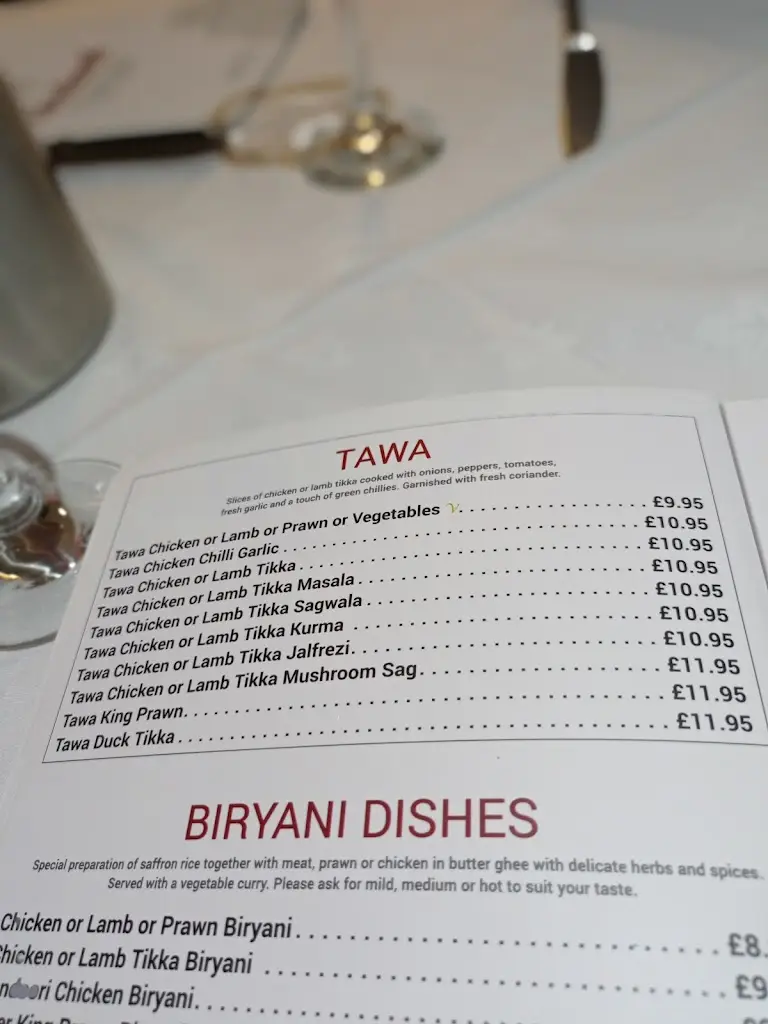 TAWA
Slices of chicken or lamb tikka cooked with onions, peppers, tomatoes,
fresh garlic and a touch of green chillies. Garnished with fresh coriander.
Tawa Chicken or Lamb or Prawn or Vegetables V . . . . . . . . . . . . . . . . £9.95
Tawa Chicken Chilli Garlic . . . . . . . . . . . . . . . . . . . . . . . . . . . . £10.95
Tawa Chicken or Lamb Tikka . . . . . . . . . . . . . . . . . . . . . . . . . . . £10.95
Tawa Chicken or Lamb Tikka Masala . . . . . . . . . . . . . . . . . . . . . . £10.95
Tawa Chicken or Lamb Tikka Sagwala . . . . . . . . . . . . . . . . . . . . . £10.95
Tawa Chicken or Lamb Tikka Kurma . . . . . . . . . . . . . . . . . . . . . . £10.95
Tawa Chicken or Lamb Tikka Jalfrezi . . . . . . . . . . . . . . . . . . . . . . £10.95
Tawa Chicken or Lamb Tikka Mushroom Sag . . . . . . . . . . . . . . . . . £11.95
Tawa King Prawn . . . . . . . . . . . . . . . . . . . . . . . . . . . . . . . . . . £11.95
Tawa Duck Tikka . . . . . . . . . . . . . . . . . . . . . . . . . . . . . . . . . . £11.95
BIRYANI DISHES
Special preparation of saffron rice together with meat, prawn or chicken in butter ghee with delicate herbs and spices.
Served with a vegetable curry. Please ask for mild, medium or hot to suit your taste.
Chicken or Lamb or Prawn Biryani . . . . . . . . . . . . . . . . . . . . . . . . £8.
Chicken or Lamb Tikka Biryani . . . . . . . . . . . . . . . . . . . . . . . . . . £9
Chicken Biryani . . . . . . . . . . . . . . . . . . . . . . . . . . . . . . .